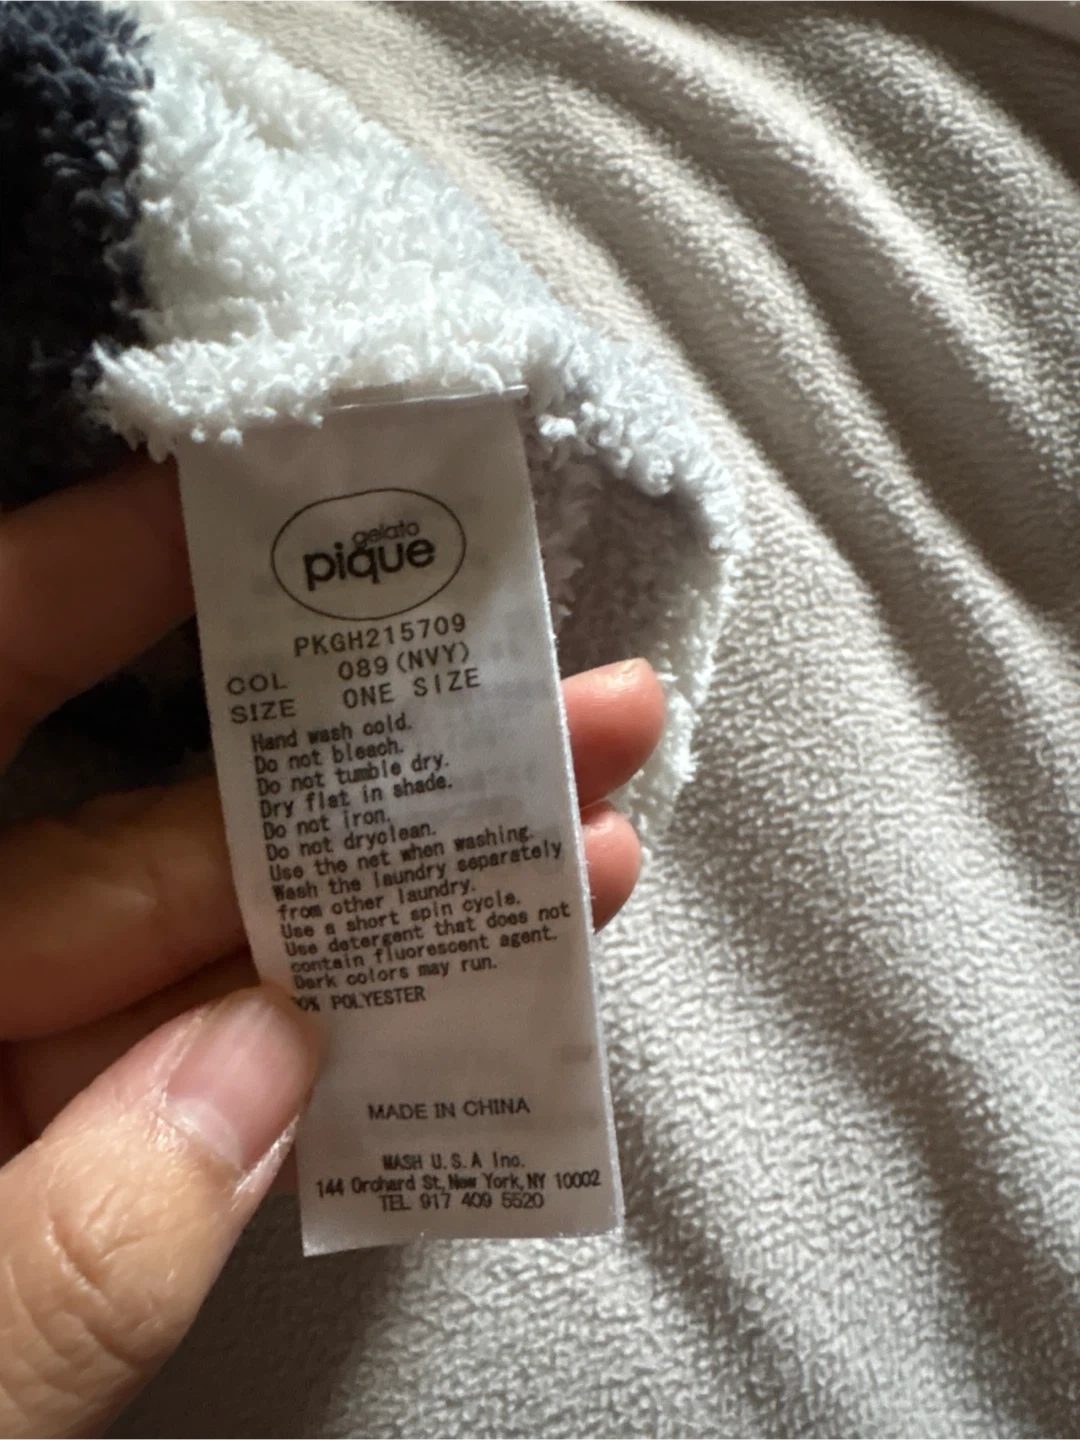 gelato
pique
PKGH215709
COL 089(NVY)
SIZE ONE SIZE
Hand wash cold.
Do not bleach.
Do not tumble dry.
Dry flat in shade.
Do not iron.
Do not dryclean.
Use the net when washing.
Wash the laundry separately
from other laundry.
Use a short spin cycle.
Use detergent that does not
contain fluorescent agent.
Dark colors may run.
POLYESTER
MADE IN CHINA
MASH U.S.A Inc.
144 Orchard St,New York,NY 10002
TEL 917 409 5520